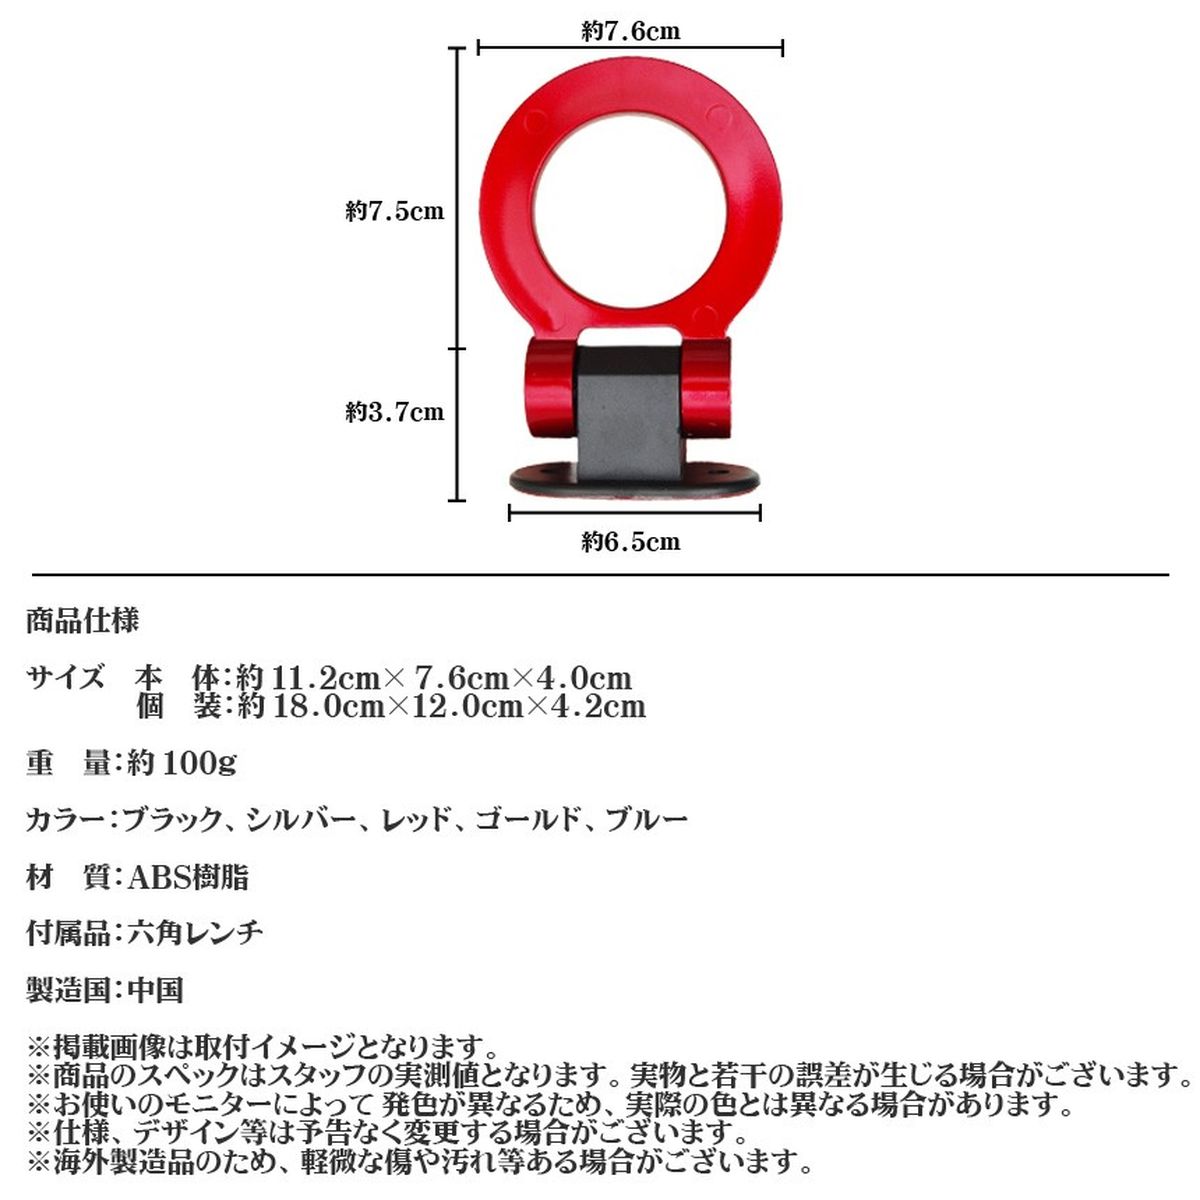 約7.6cm
約7.5cm
約3.7cm
約6.5cm
商品仕様
サイズ　本　体：約 11.2cm× 7.6cm×4.0cm
個　装：約 18.0cm×12.0cm×4.2cm
重　量：約 100g
カラー：ブラック、シルバー、レッド、ゴールド、ブルー
材　質：ABS樹脂
付属品：六角レンチ
製造国：中国
※掲載画像は取付イメージとなります。
※商品のスペックはスタッフの実測値となります。実物と若干の誤差が生じる場合がございます。
※お使いのモニターによって 発色が異なるため、実際の色とは異なる場合があります。
※仕様、デザイン等は予告なく変更する場合がございます。
※海外製造品のため、軽微な傷や汚れ等ある場合がございます。